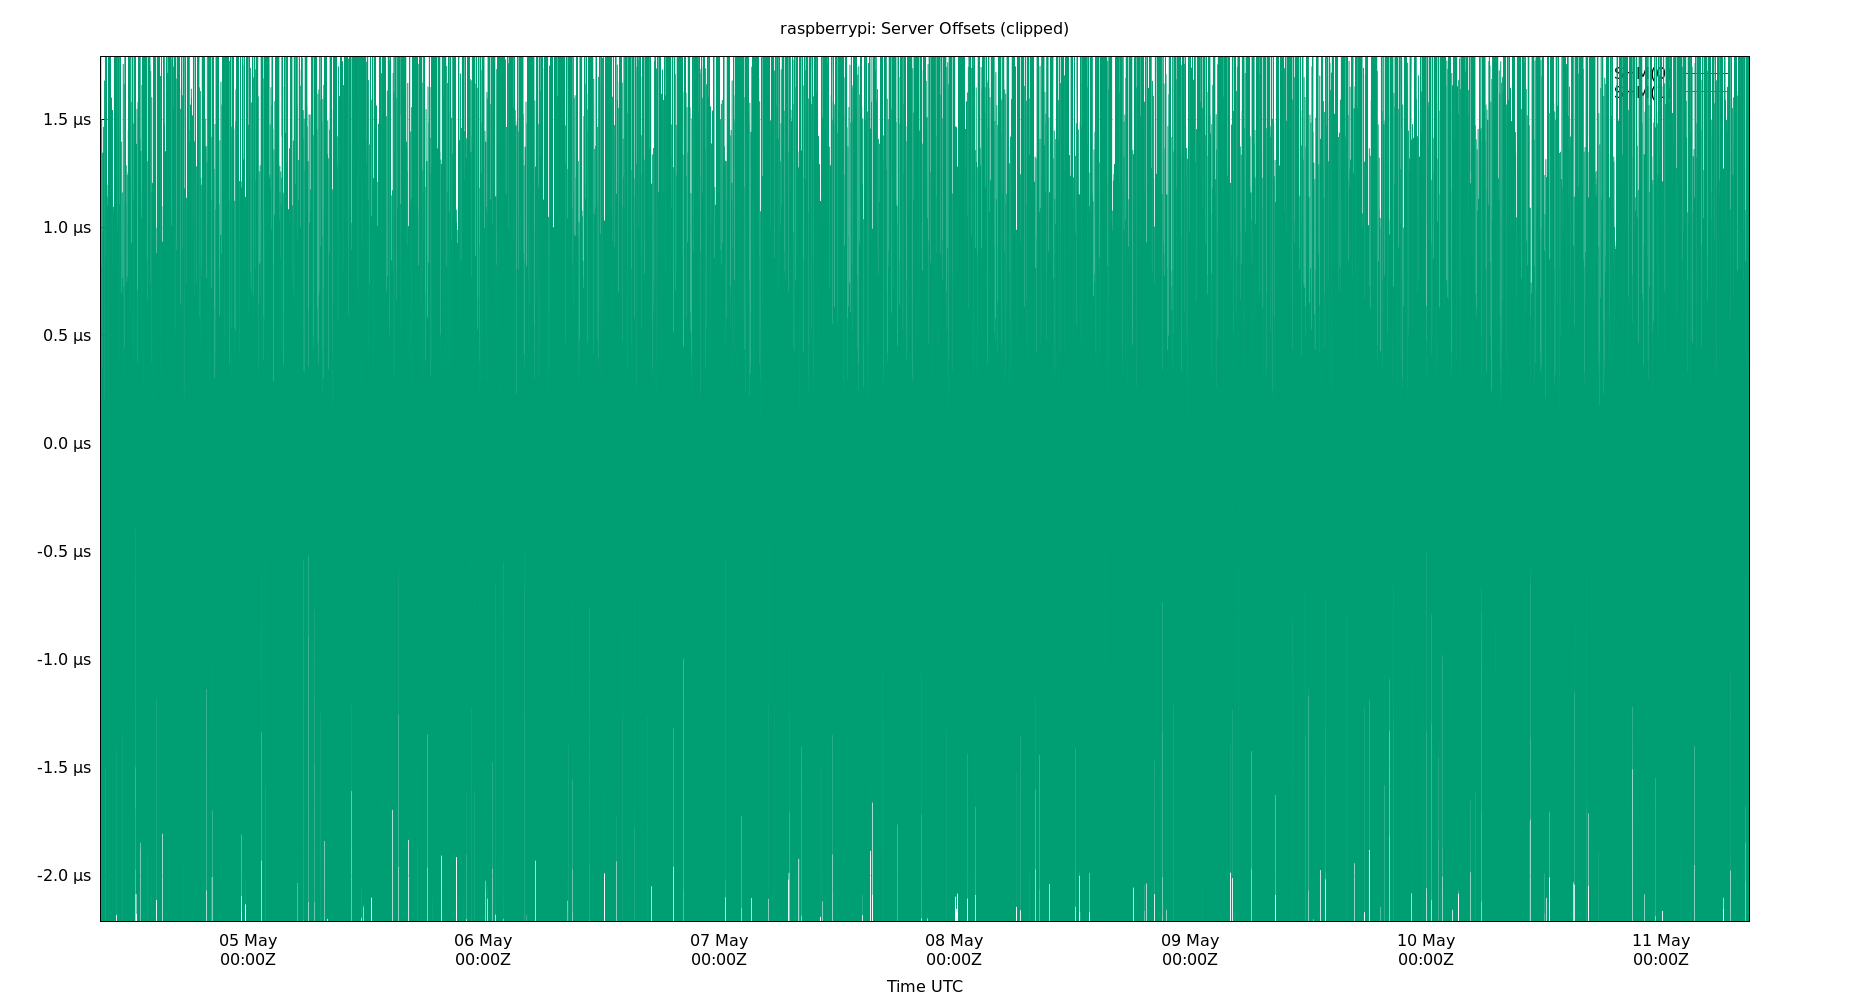 raspberrypi: Server Offsets (clipped)
1.5 µs
1.0 µs
0.5 µs
0.0 µs
-0.5 µs
-1.0 µs
-1.5 µs
-2.0 µs
05 May 06 May 07 May 08 May 09 May 10 May 11 May
00:00Z 00:00Z 00:00Z 00:00Z 00:00Z 00:00Z 00:00Z
Time UTC